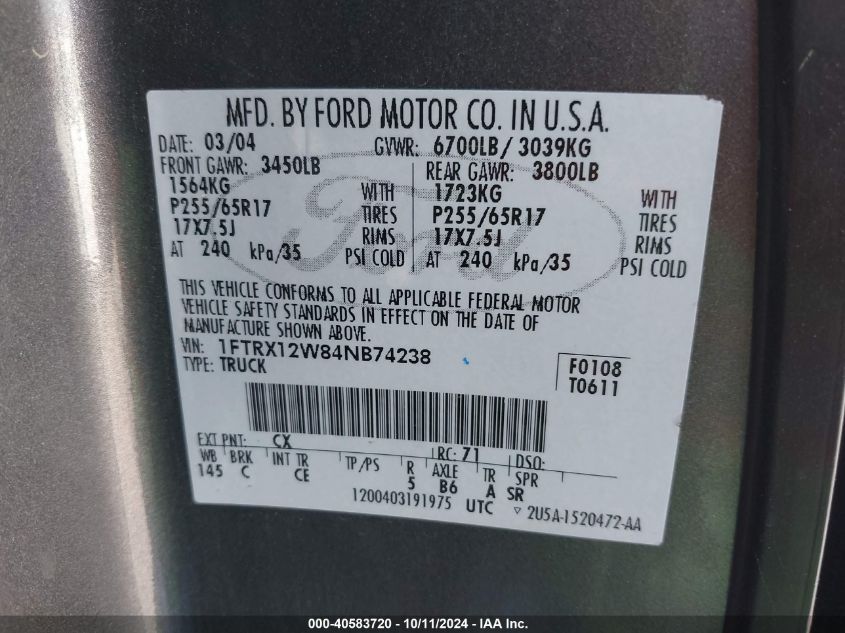 MFD. BY FORD MOTOR CO. IN U.S.A.
DATE: 03/04 GVWR: 6700LB/ 3039KG
FRONT GAWR: 3450LB REAR GAWR: 3800LB
1564KG WITH 1723KG WITH
P255/65R17 TIRES P255/65R17 TIRES
17X7.5J RIMS 17X7.5J RIMS
AT 240 kPa/35 PSI COLD AT 240 kPa/35 PSI COLD
Ford
THIS VEHICLE CONFORMS TO ALL APPLICABLE FEDERAL MOTOR
VEHICLE SAFETY STANDARDS IN EFFECT ON THE DATE OF
MANUFACTURE SHOWN ABOVE.
VIN: 1FTRX12W84NB74238 F0108
TYPE: TRUCK T0611
EXT PNT: CX RC: 71 DSO:
WB BRK INT TR TP/PS R AXLE TR SPR
145 C CE 5 B6 A SR
1200403191975 UTC ▽ 2U5A-1520472-AA
000-40583720 - 10/11/2024 - IAA Inc.